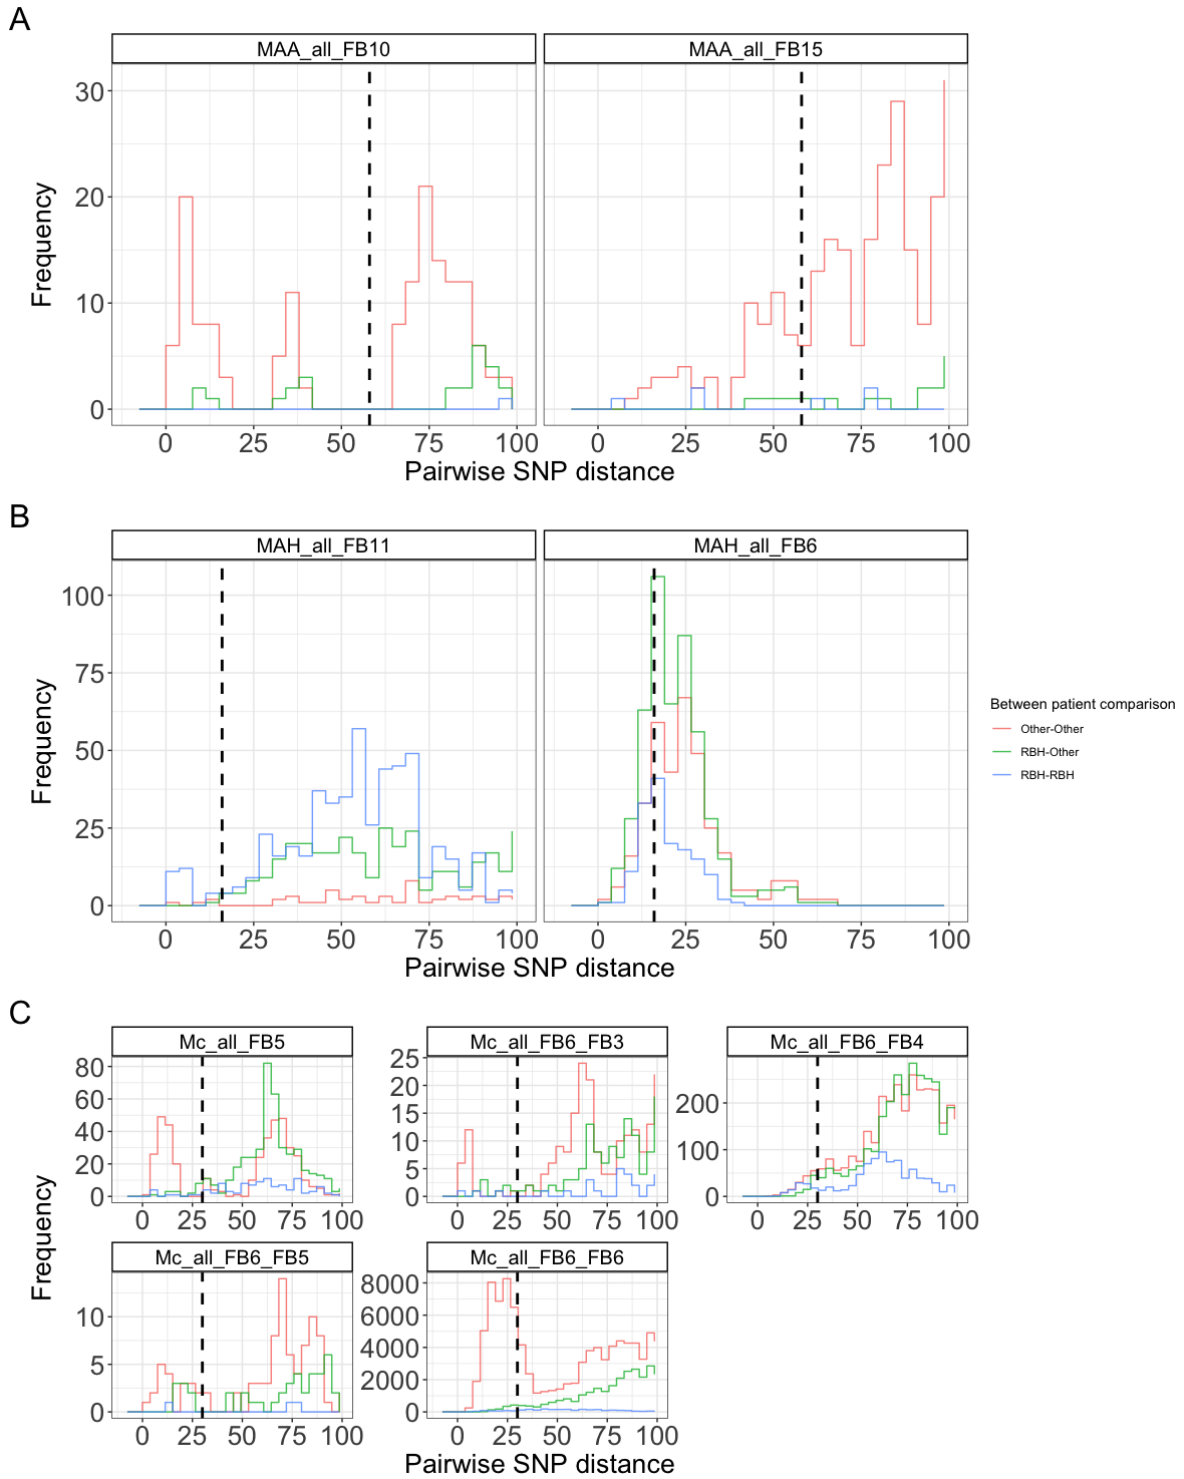 A
MAA_all_FB10
MAA_all_FB15
Frequency
30
20
10
0
0 25 50 75 100
0 25 50 75 100
Pairwise SNP distance
B
MAH_all_FB11
MAH_all_FB6
Frequency
100
75
50
25
0
0 25 50 75 100
0 25 50 75 100
Pairwise SNP distance
Between patient comparison
Other-Other
RBH-Other
RBH-RBH
C
Frequency
Mc_all_FB5
80
60
40
20
0
0 25 50 75 100
Mc_all_FB6_FB3
25
20
15
10
5
0
0 25 50 75 100
Mc_all_FB6_FB4
200
100
0
0 25 50 75 100
Mc_all_FB6_FB5
10
5
0
0 25 50 75 100
Mc_all_FB6_FB6
8000
6000
4000
2000
0
0 25 50 75 100
Pairwise SNP distance